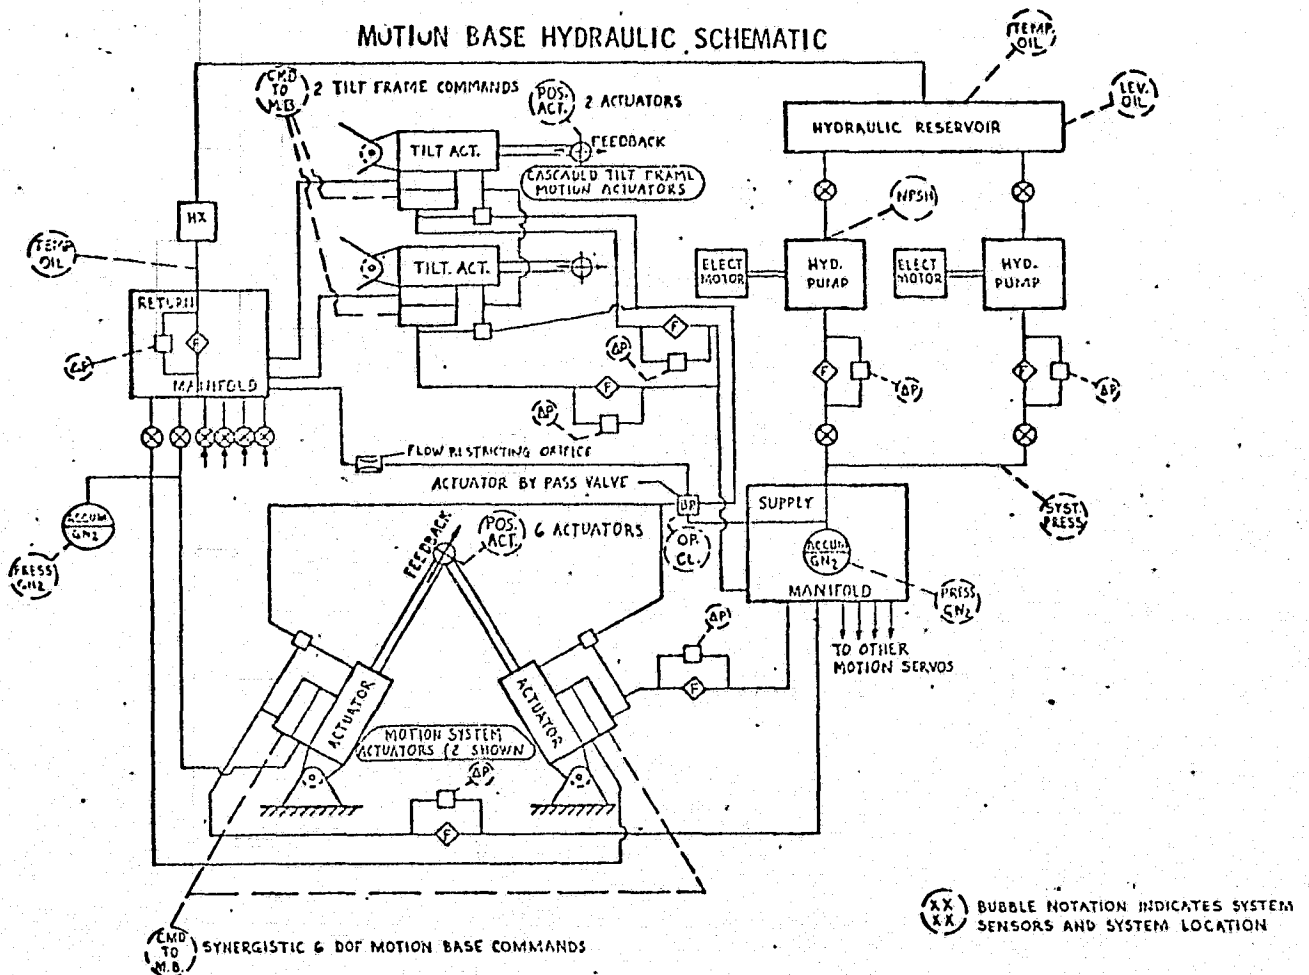 MOTION BASE HYDRAULIC SCHEMATIC
TEMP.
OIL
CMD
TO
M.B.
2 TILT FRAME COMMANDS
POS.
ACT.
2 ACTUATORS
LEV.
OIL
HYDRAULIC RESERVOIR
TILT ACT.
FEEDBACK
CASCADED TILT FRAME
MOTION ACTUATORS
HX
NPSH
TEMP
OIL
TILT. ACT.
ELECT
MOTOR
HYD.
PUMP
ELECT
MOTOR
HYD.
PUMP
RETURN
F
ΔP
MANIFOLD
F
ΔP
F
ΔP
F
ΔP
F
ΔP
FLOW RESTRICTING ORIFICE
ACTUATOR BY PASS VALVE
BP
OP.
CL.
SUPPLY
SYST.
PRESS
ACCUM
GN2
PRESS
GN2
FEEDBACK
POS.
ACT.
6 ACTUATORS
ACCUM
GN2
MANIFOLD
PRESS
GN2
TO OTHER
MOTION SERVOS
ΔP
F
ACTUATOR
ACTUATOR
MOTION SYSTEM
ACTUATORS (2 SHOWN
ΔP
F
XX
XX
BUBBLE NOTATION INDICATES SYSTEM
SENSORS AND SYSTEM LOCATION
CMD
TO
M.B.
SYNERGISTIC 6 DOF MOTION BASE COMMANDS